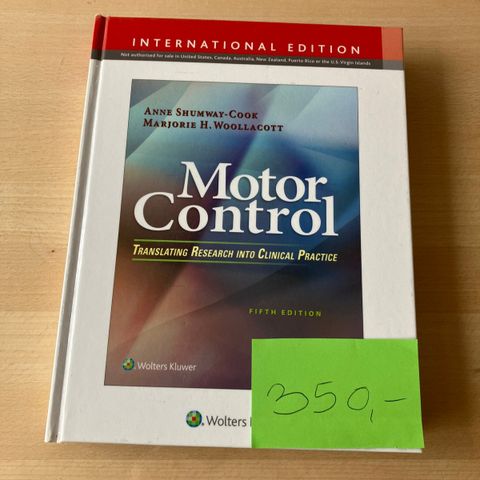 INTERNATIONAL EDITION
Not authorised for sale in United States, Canada, Australia, New Zealand, Puerto Rico or the U.S. Virgin Islands
ANNE SHUMWAY-COOK
MARJORIE H. WOOLLACOTT
Motor
Control
TRANSLATING RESEARCH INTO CLINICAL PRACTICE
FIFTH EDITION
Wolters Kluwer
350,-
Wolters